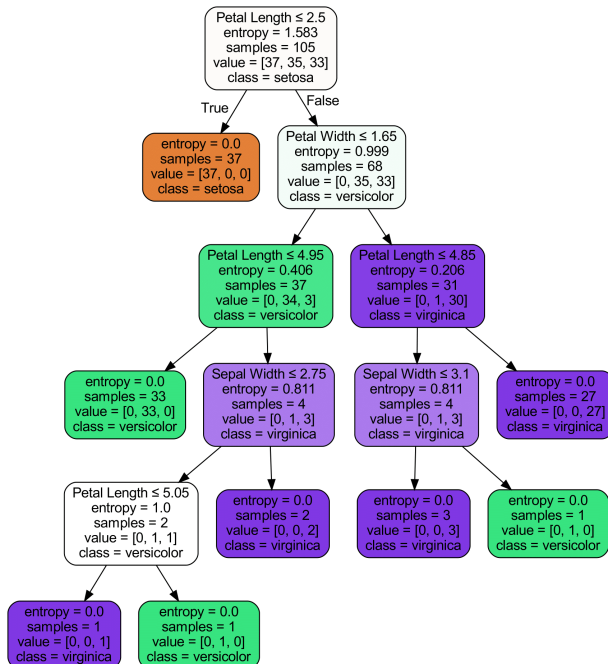 Petal Length ≤ 2.5
entropy = 1.583
samples = 105
value = [37, 35, 33]
class = setosa
True
False
entropy = 0.0
samples = 37
value = [37, 0, 0]
class = setosa
Petal Width ≤ 1.65
entropy = 0.999
samples = 68
value = [0, 35, 33]
class = versicolor
Petal Length ≤ 4.95
entropy = 0.406
samples = 37
value = [0, 34, 3]
class = versicolor
Petal Length ≤ 4.85
entropy = 0.206
samples = 31
value = [0, 1, 30]
class = virginica
entropy = 0.0
samples = 33
value = [0, 33, 0]
class = versicolor
Sepal Width ≤ 2.75
entropy = 0.811
samples = 4
value = [0, 1, 3]
class = virginica
Sepal Width ≤ 3.1
entropy = 0.811
samples = 4
value = [0, 1, 3]
class = virginica
entropy = 0.0
samples = 27
value = [0, 0, 27]
class = virginica
Petal Length ≤ 5.05
entropy = 1.0
samples = 2
value = [0, 1, 1]
class = versicolor
entropy = 0.0
samples = 2
value = [0, 0, 2]
class = virginica
entropy = 0.0
samples = 3
value = [0, 0, 3]
class = virginica
entropy = 0.0
samples = 1
value = [0, 1, 0]
class = versicolor
entropy = 0.0
samples = 1
value = [0, 0, 1]
class = virginica
entropy = 0.0
samples = 1
value = [0, 1, 0]
class = versicolor